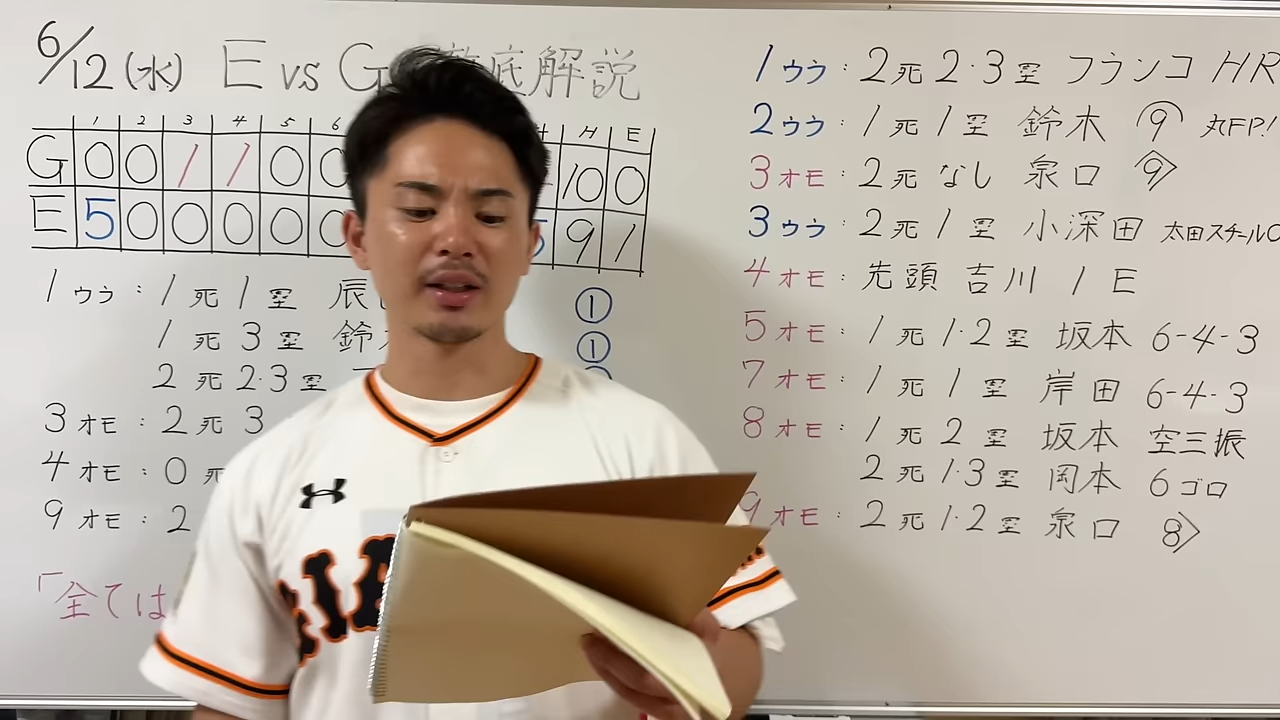 6/12(水) E vs G 徹底解説
1 2 3 4 5 6 H E
G 0 0 1 1 0 0 10 0
E 5 0 0 0 0 0 5 9 1
1ウラ:1死1塁 辰 ①
1死3塁 鈴木 ①
2死2・3塁
3オモ:2死3
4オモ:0死
9オモ:2
「全ては
GIA
1ウラ:2死2・3塁 フランコ HR
2ウラ:1死1塁 鈴木 ⑨ 丸FP!
3オモ:2死なし 泉口 9
3ウラ:2死1塁 小深田 太田スチール
4オモ:先頭 吉川 1E
5オモ:1死1・2塁 坂本 6-4-3
7オモ:1死1塁 岸田 6-4-3
8オモ:1死2塁 坂本 空三振
2死1・3塁 岡本 6ゴロ
9オモ:2死1・2塁 泉口 8